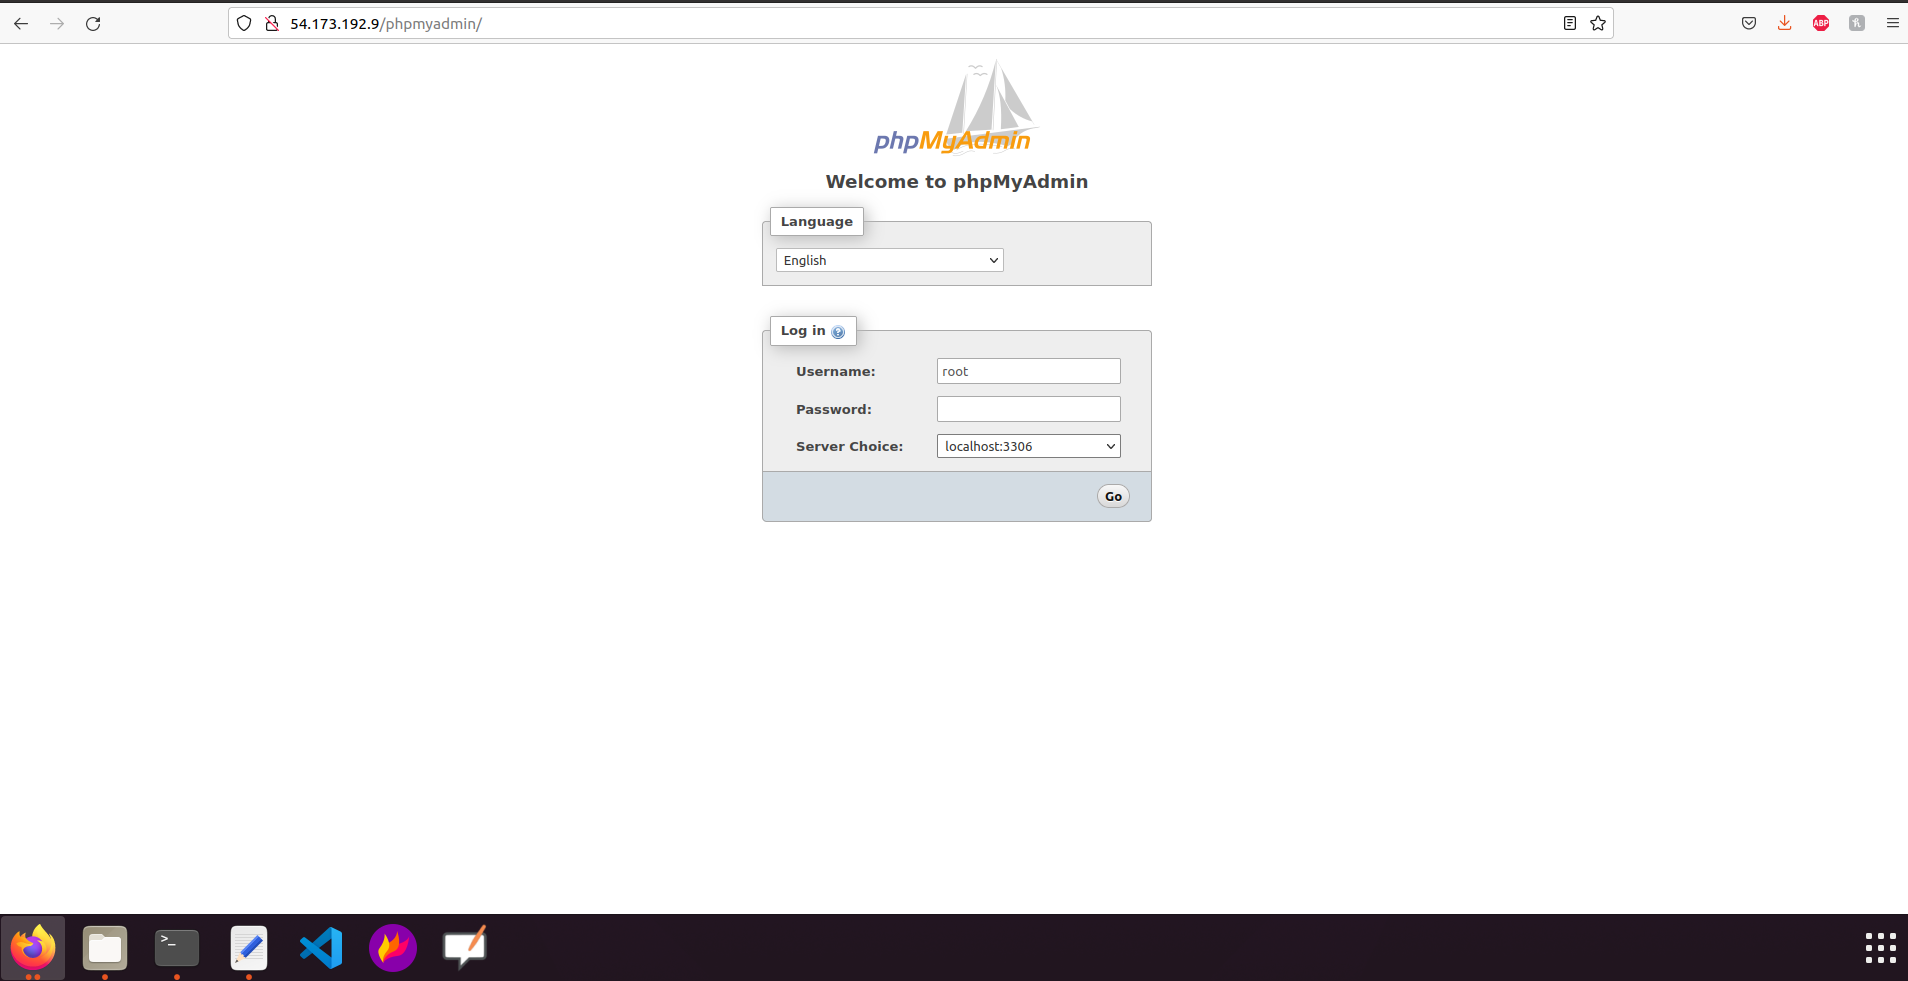 54.173.192.9/phpmyadmin/
ABP
phpMyAdmin
Welcome to phpMyAdmin
Language
English
Log in
Username: root
Password:
Server Choice: localhost:3306
Go
>_